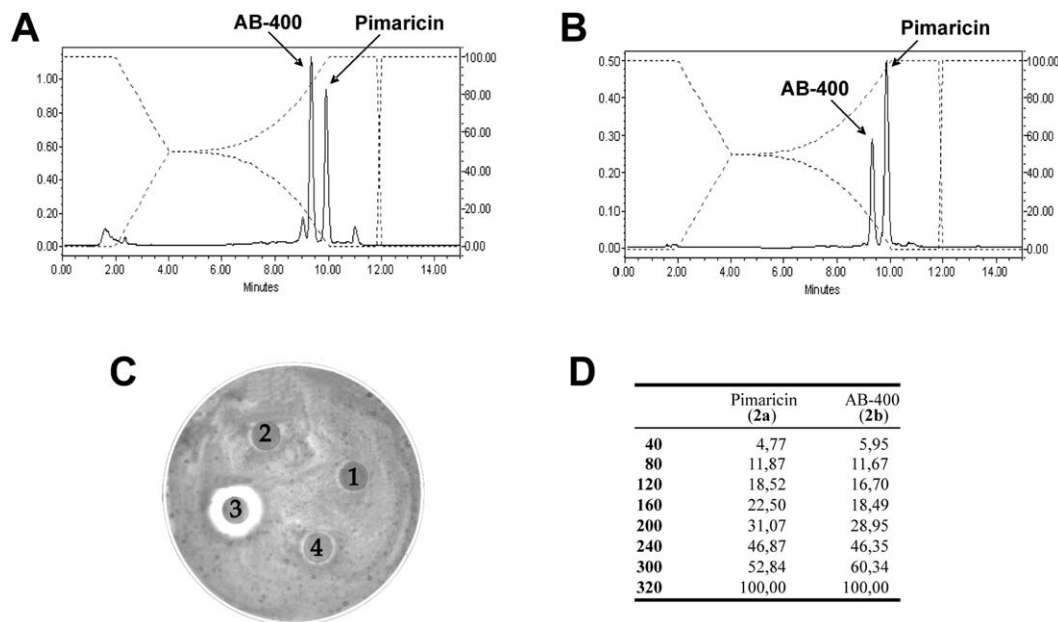 A
AB-400
Pimaricin
1.00
0.80
0.60
0.40
0.20
0.00
100.00
80.00
60.00
40.00
20.00
0.00
0.00 2.00 4.00 6.00 8.00 10.00 12.00 14.00
Minutes
B
Pimaricin
AB-400
0.50
0.40
0.30
0.20
0.10
0.00
100.00
80.00
60.00
40.00
20.00
0.00
0.00 2.00 4.00 6.00 8.00 10.00 12.00 14.00
Minutes
C
2
1
3
4
D
Pimaricin AB-400
(2a) (2b)
40 4,77 5,95
80 11,87 11,67
120 18,52 16,70
160 22,50 18,49
200 31,07 28,95
240 46,87 46,35
300 52,84 60,34
320 100,00 100,00